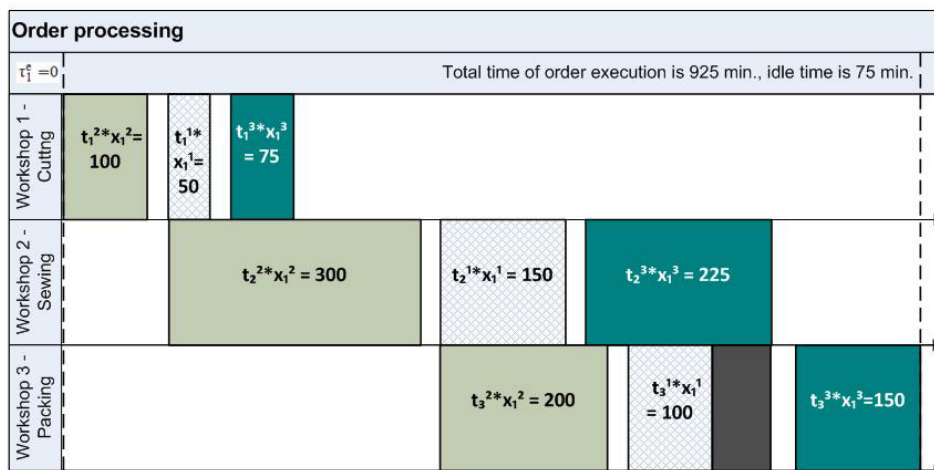 Order processing
τ₁ᵉ =0
Total time of order execution is 925 min., idle time is 75 min.
Workshop 1 -
Cuttng
t₁²*x₁²=
100
t₁¹*
x₁¹=
50
t₁³*x₁³
= 75
Workshop 2 -
Sewing
t₂²*x₁² = 300
t₂¹*x₁¹ = 150
t₂³*x₁³ = 225
Workshop 3 -
Packing
t₃²*x₁² = 200
t₃¹*x₁¹
= 100
t₃³*x₁³=150